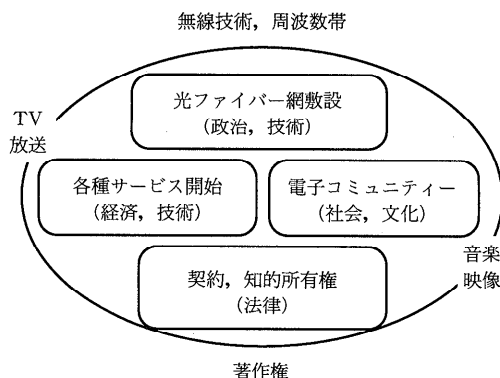 無線技術，周波数帯
光ファイバー網敷設
(政治，技術)
TV
放送
各種サービス開始
(経済，技術)
電子コミュニティー
(社会，文化)
音楽
映像
契約，知的所有権
(法律)
著作権